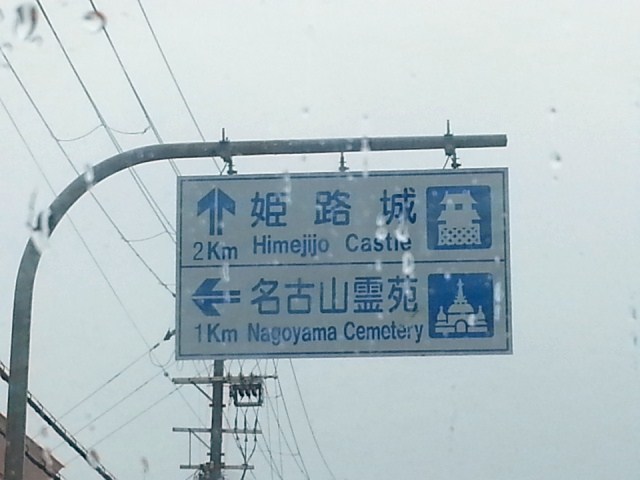 姫路城
2Km Himejijo Castle
名古山霊苑
1Km Nagoyama Cemetery